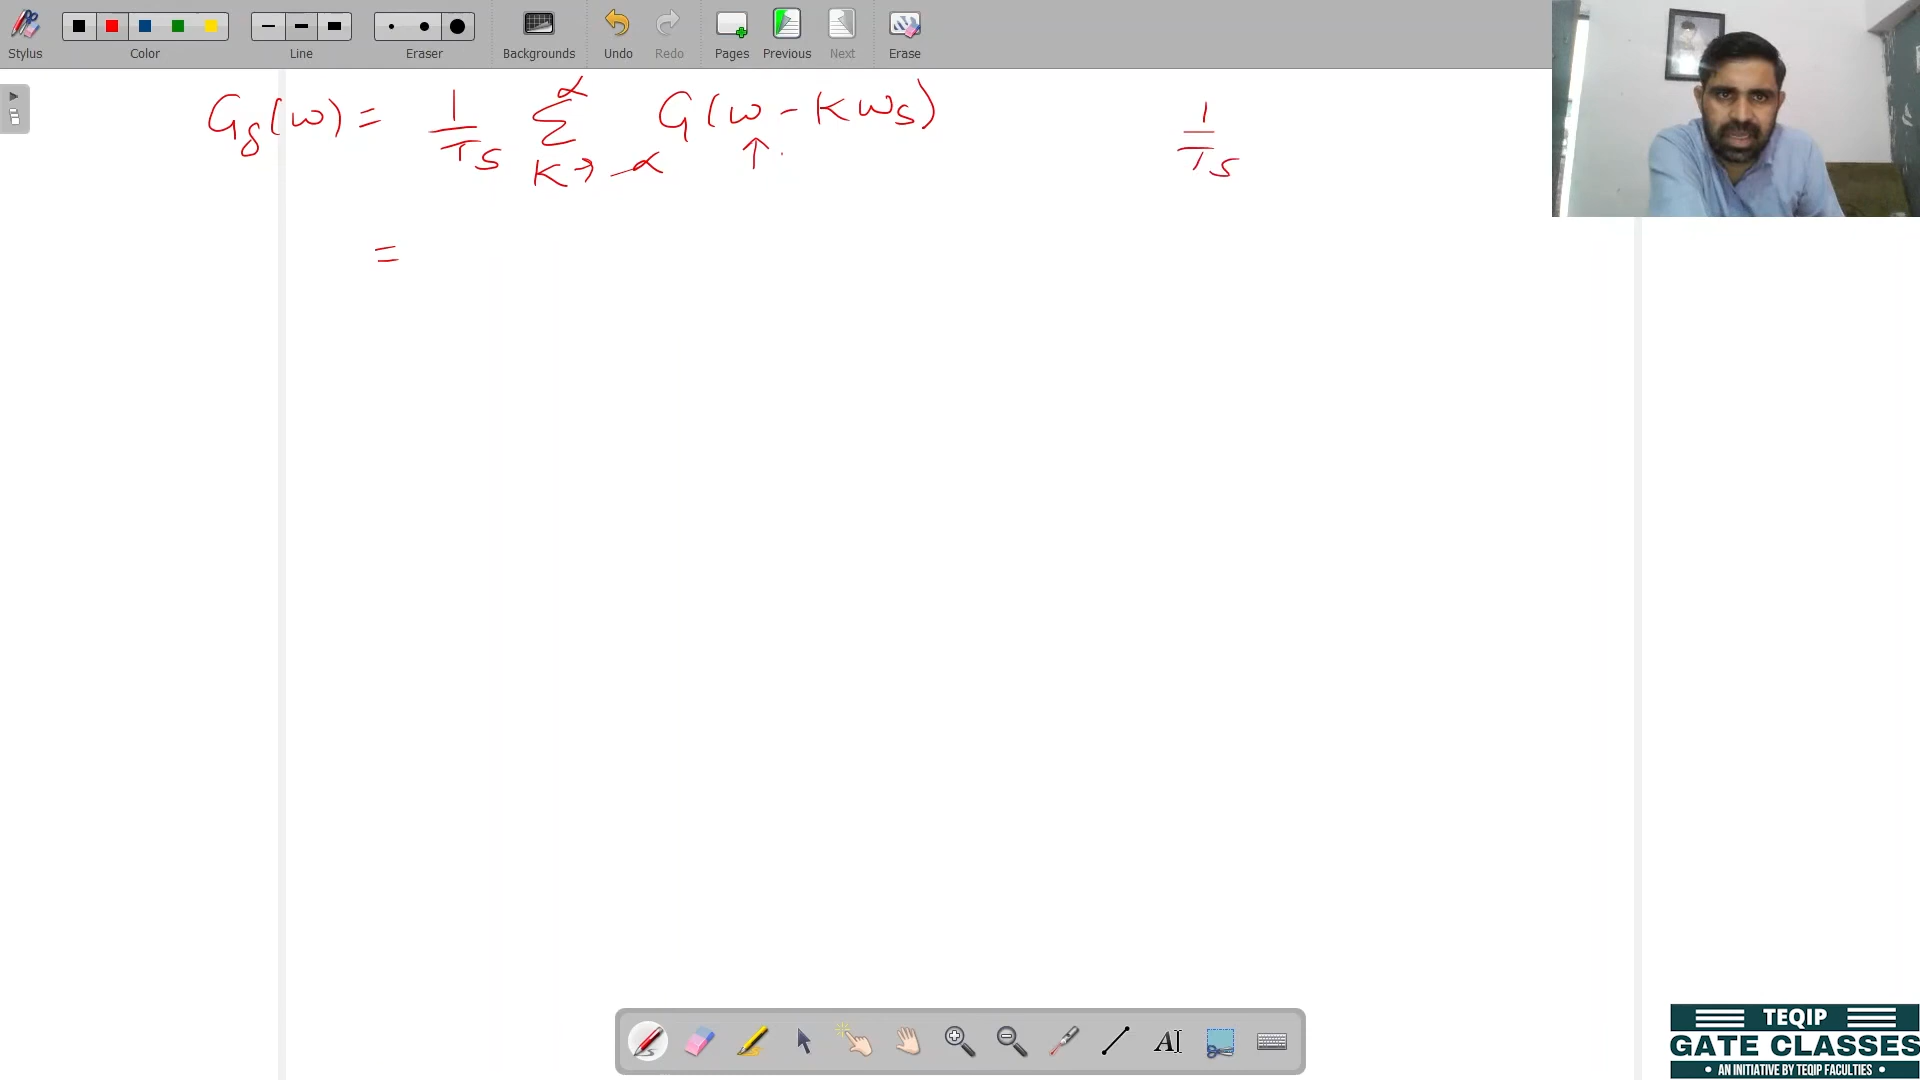 Stylus Color Line Eraser Backgrounds Undo Redo Pages Previous Next Erase
Gδ(ω) = 1/Ts Σ K→-∝ ∝ G(ω - Kωs)
↑
1/Ts
=
AI
TEQIP
GATE CLASSES
• AN INITIATIVE BY TEQIP FACULTIES •